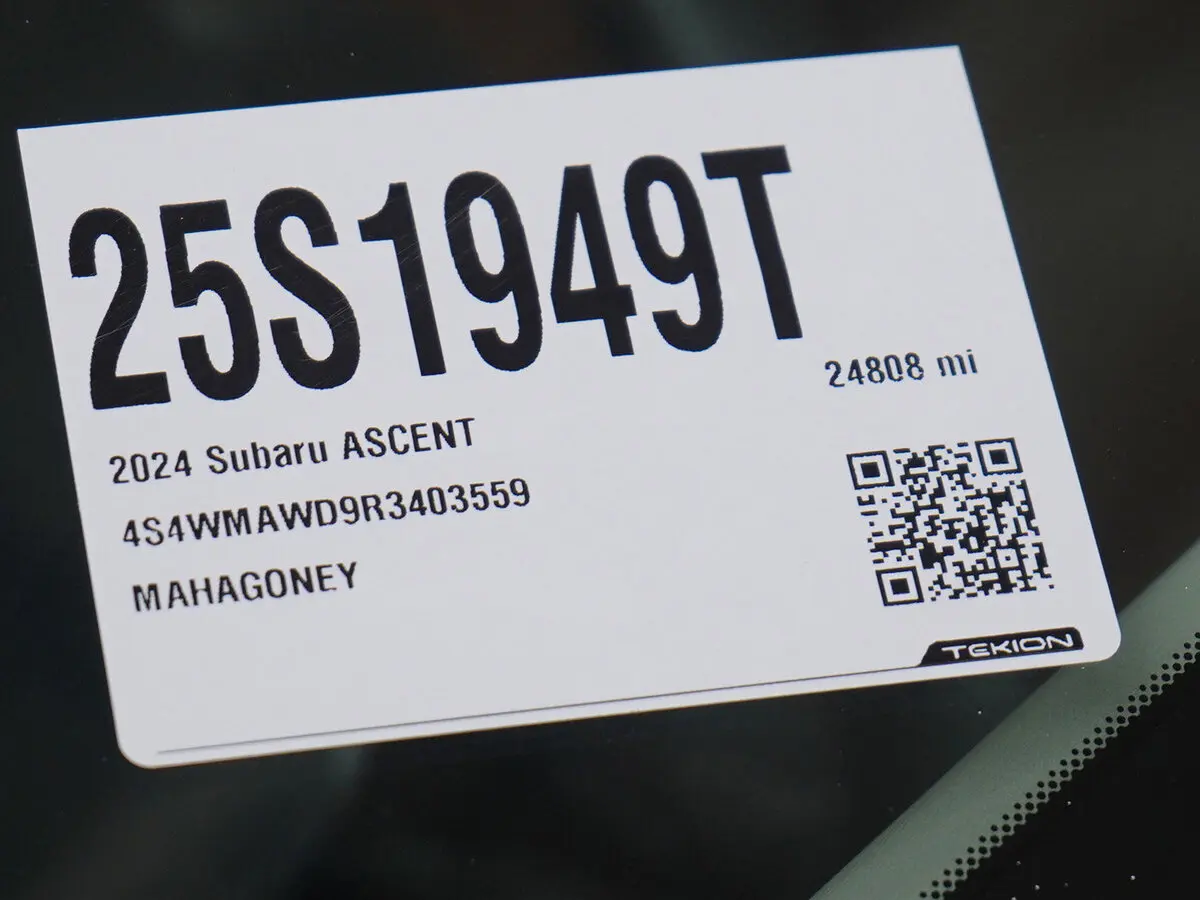 25S1949T
24808 mi
2024 Subaru ASCENT
4S4WMAWD9R3403559
MAHAGONEY
TEKION